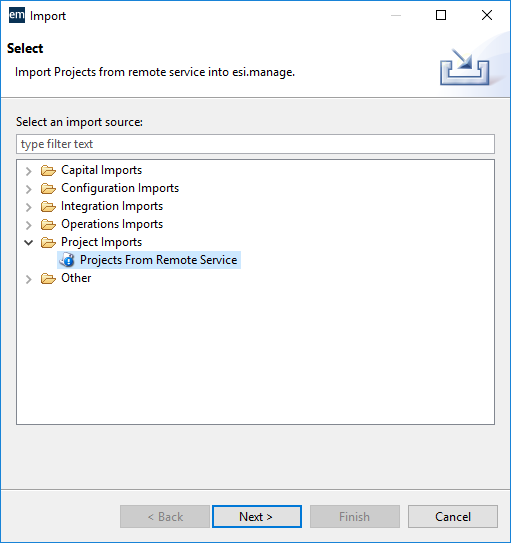 em Import
Select
Import Projects from remote service into esi.manage.
Select an import source:
type filter text
Capital Imports
Configuration Imports
Integration Imports
Operations Imports
Project Imports
Projects From Remote Service
Other
< Back Next > Finish Cancel